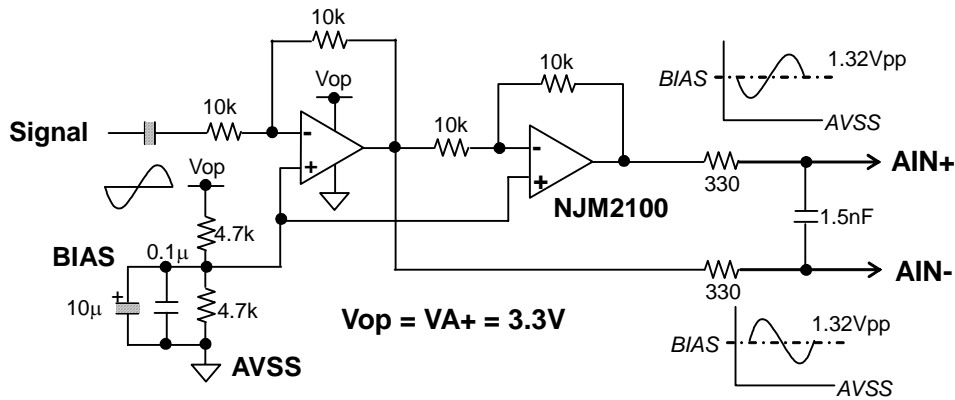 10k
Vop
10k
1.32Vpp
BIAS
AVSS
10k
10k
Signal
-
+
-
+
Vop
NJM2100
330
AIN+
4.7k
1.5nF
BIAS
0.1μ
10μ
+
4.7k
330
AIN-
Vop = VA+ = 3.3V
AVSS
1.32Vpp
BIAS
AVSS